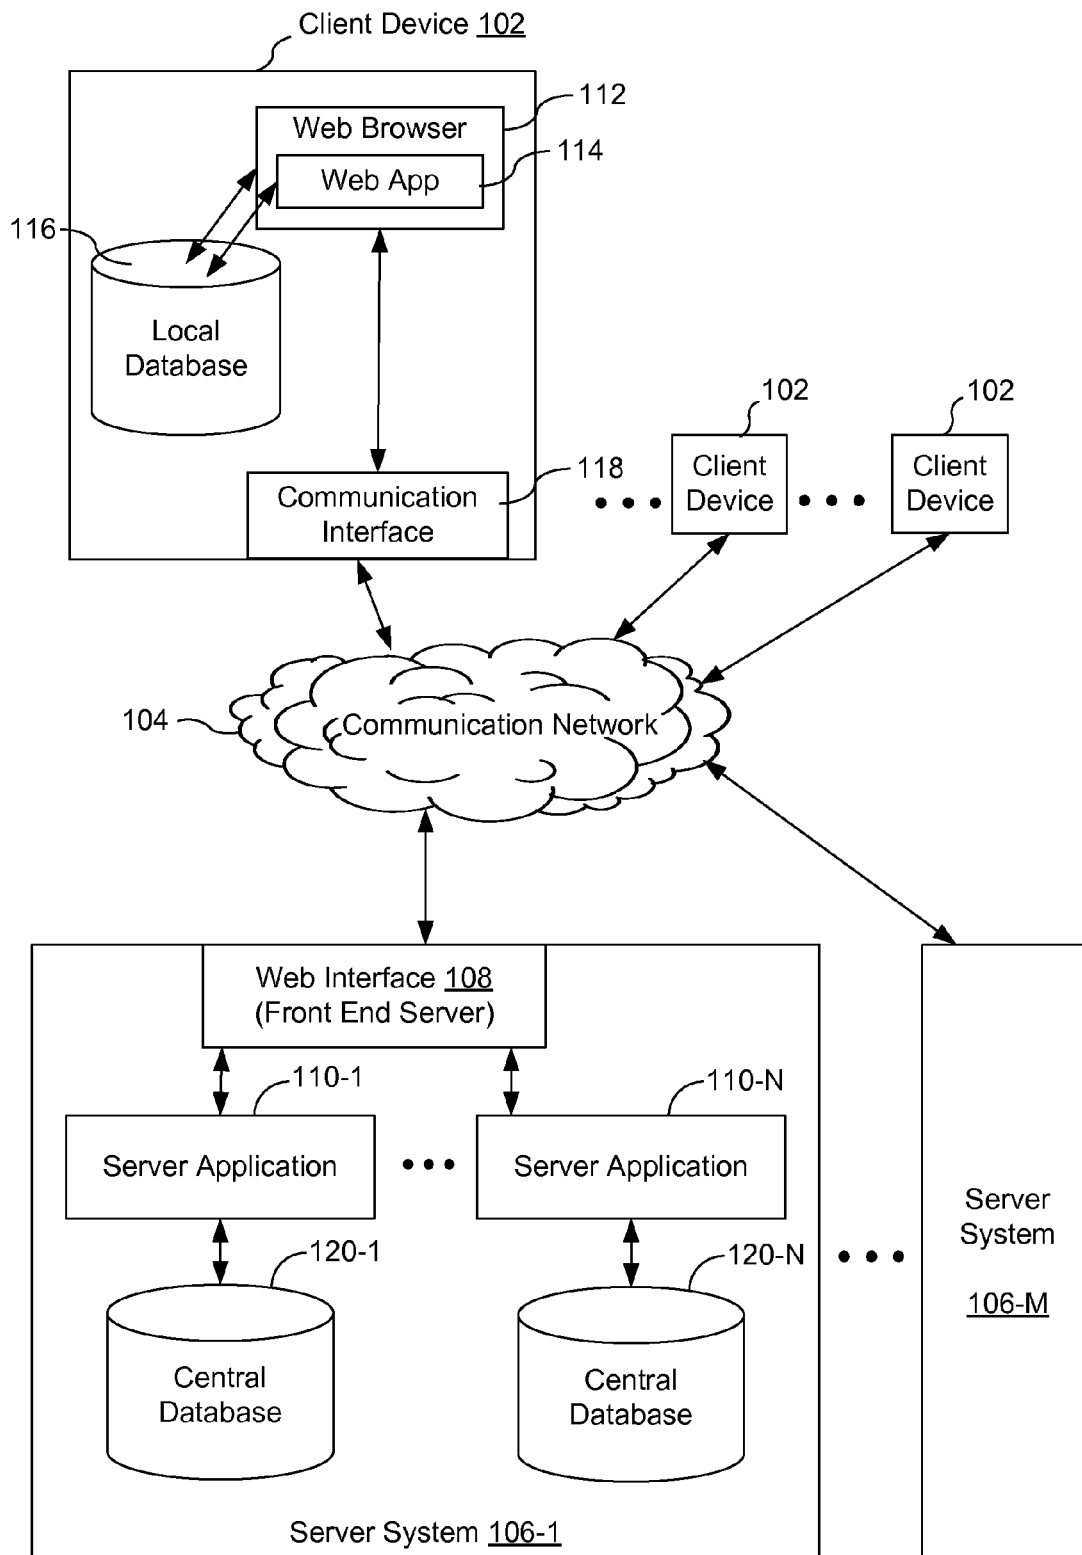 Client Device 102
112
Web Browser
114
Web App
116
Local
Database
118
Communication
Interface
102
Client
Device
102
Client
Device
104
Communication Network
Web Interface 108
(Front End Server)
110-1
110-N
Server Application
Server Application
120-1
120-N
Central
Database
Central
Database
Server System 106-1
Server
System
106-M